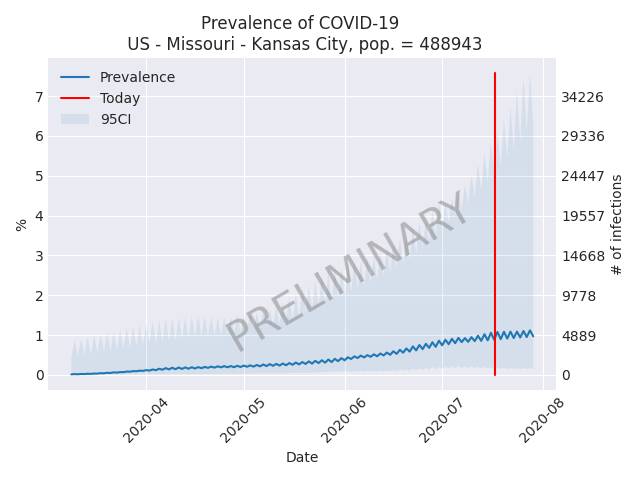 Prevalence of COVID-19
US - Missouri - Kansas City, pop. = 488943
Prevalence
Today
95CI
7
6
5
4
3
2
1
0
%
34226
29336
24447
19557
14668
9778
4889
0
# of infections
PRELIMINARY
2020-04
2020-05
2020-06
2020-07
2020-08
Date